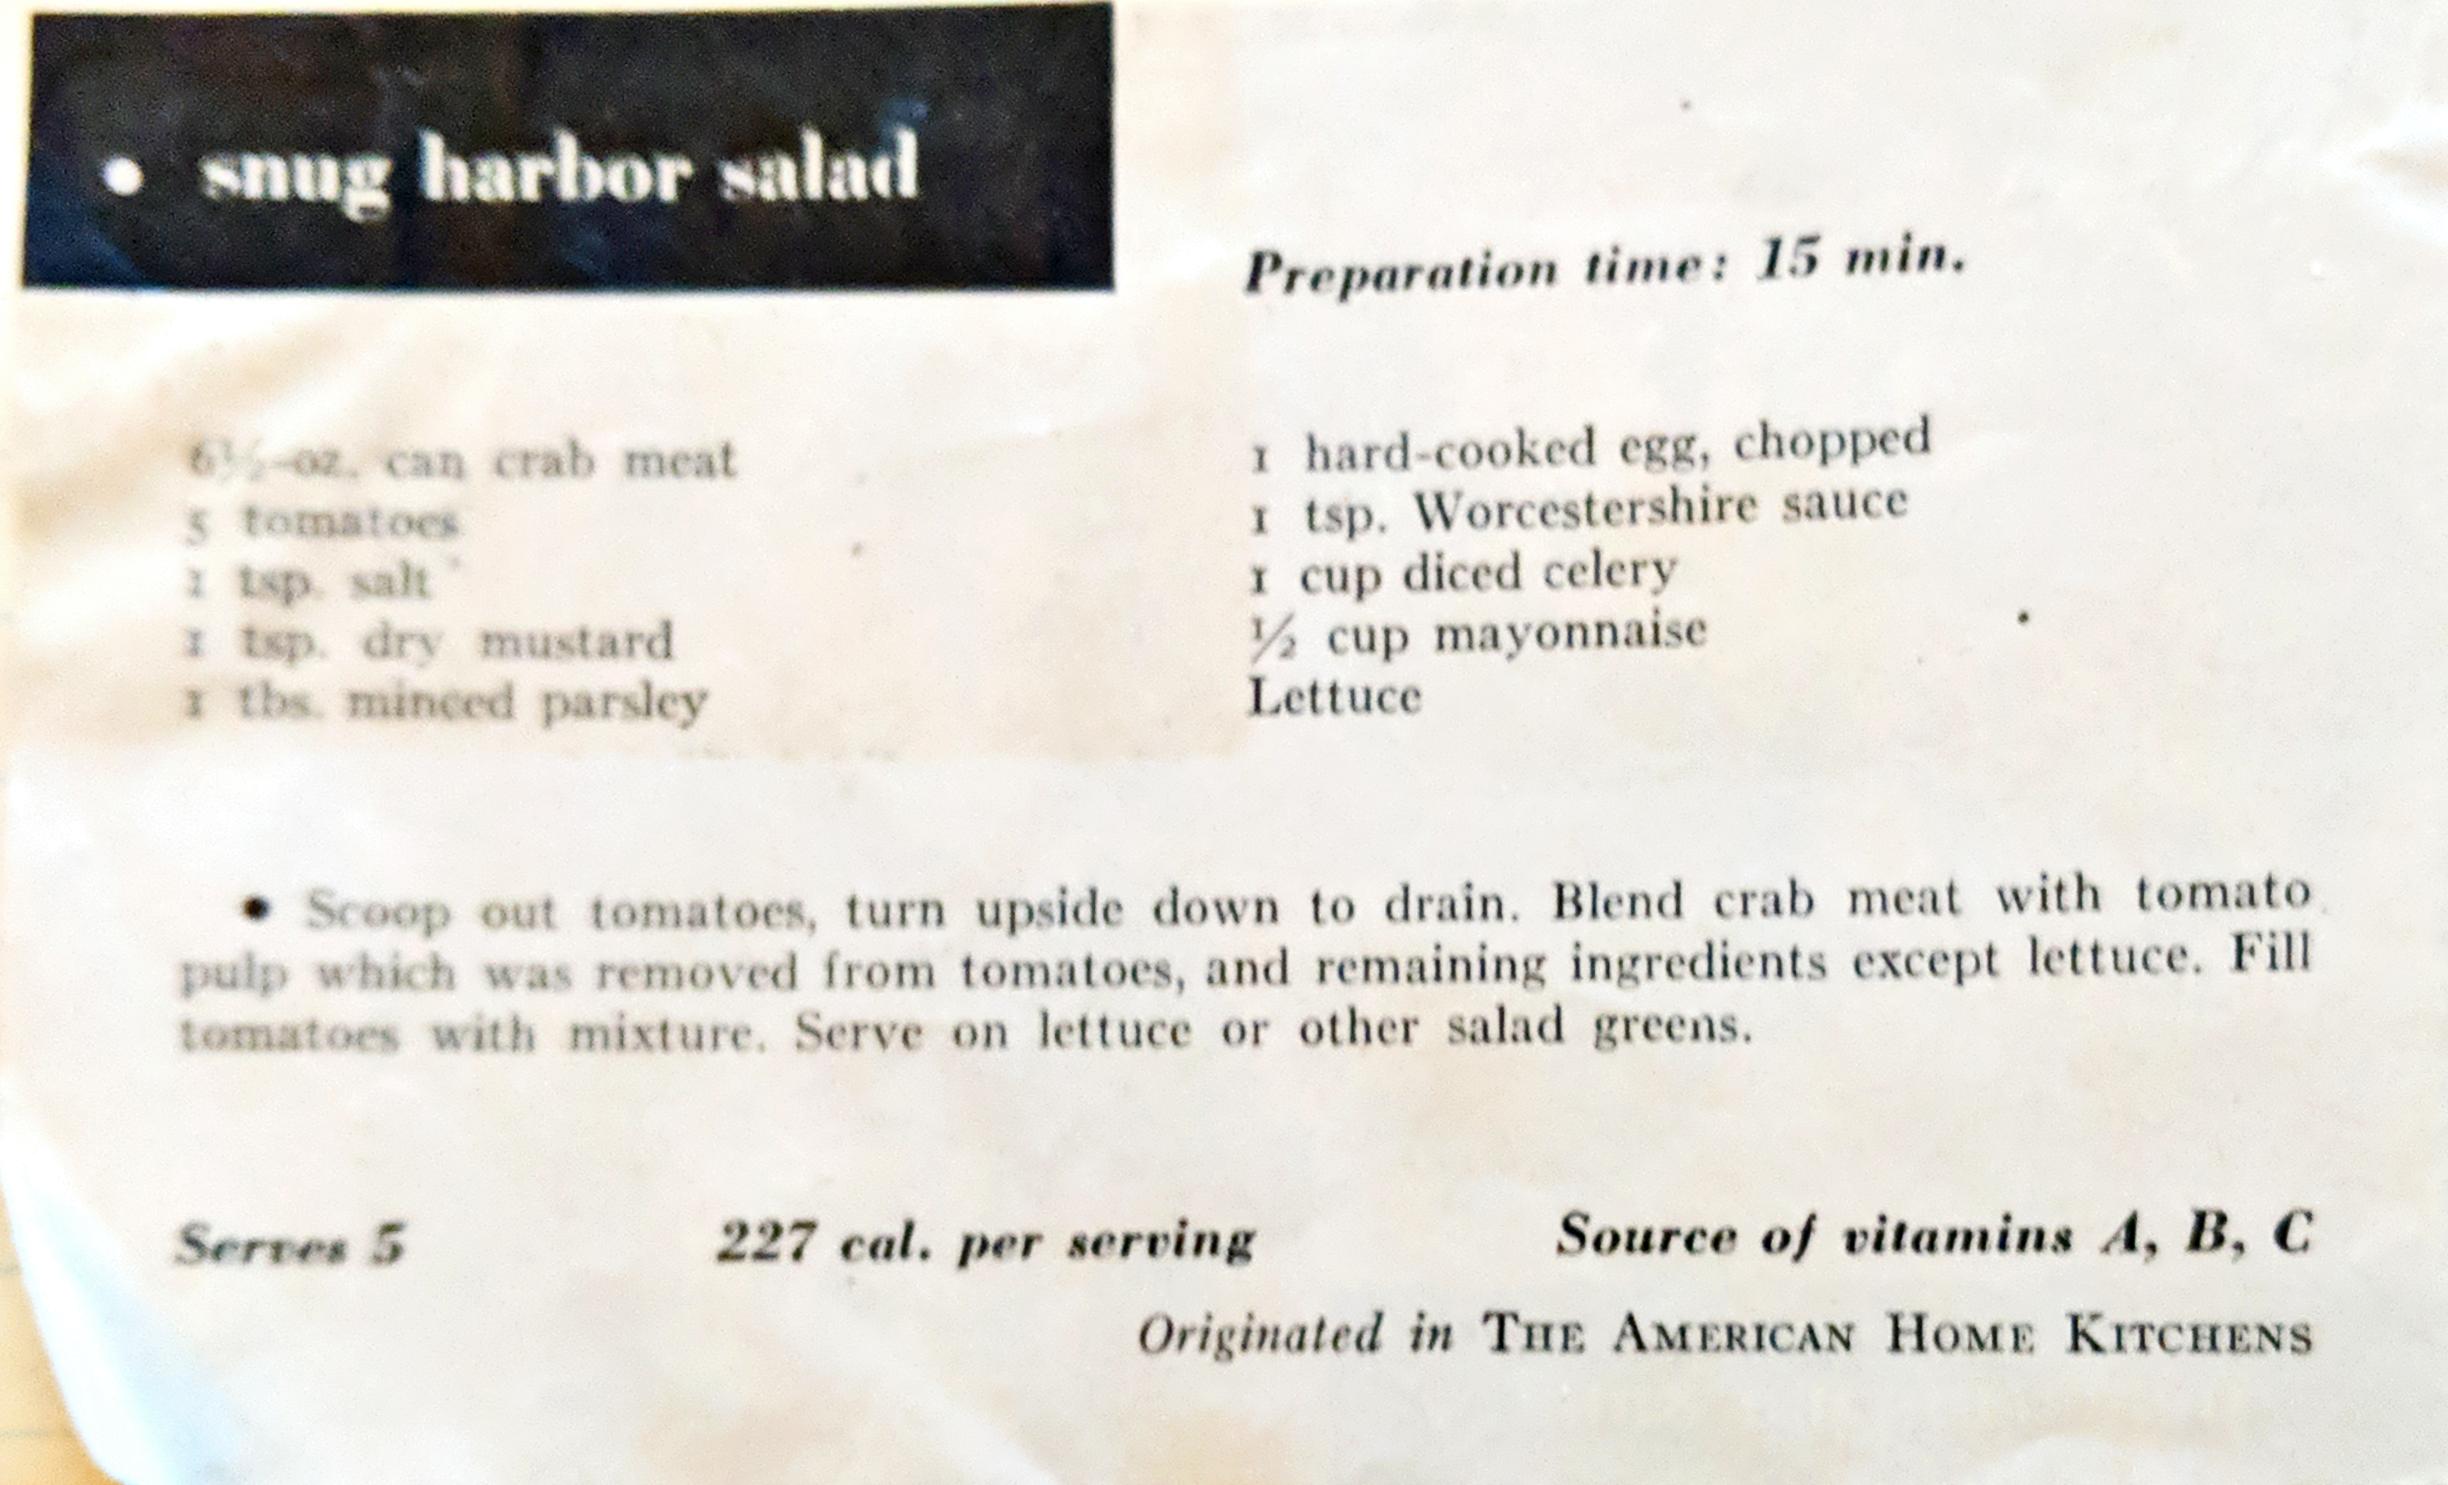 • snug harbor salad
Preparation time: 15 min.
6½-oz. can crab meat
5 tomatoes
1 tsp. salt
1 tsp. dry mustard
1 tbs. minced parsley
1 hard-cooked egg, chopped
1 tsp. Worcestershire sauce
1 cup diced celery
½ cup mayonnaise
Lettuce
• Scoop out tomatoes, turn upside down to drain. Blend crab meat with tomato
pulp which was removed from tomatoes, and remaining ingredients except lettuce. Fill
tomatoes with mixture. Serve on lettuce or other salad greens.
Serves 5 227 cal. per serving Source of vitamins A, B, C
Originated in THE AMERICAN HOME KITCHENS